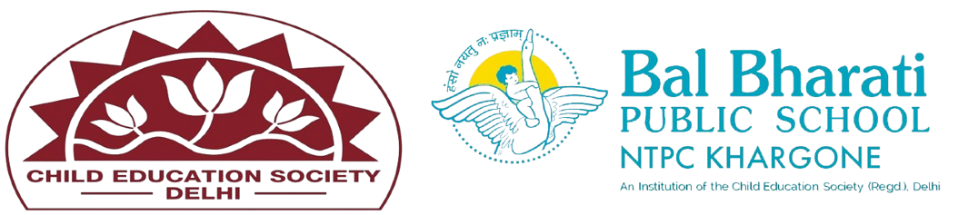 CHILD EDUCATION SOCIETY
DELHI
हंसो नयतु नः प्रज्ञाम्
Bal Bharati
PUBLIC SCHOOL
NTPC KHARGONE
An Institution of the Child Education Society (Regd.), Delhi